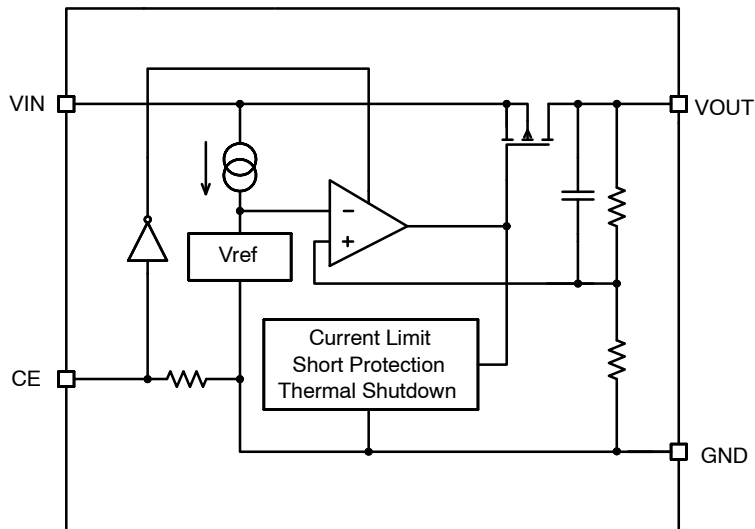 VIN
VOUT
−
+
Vref
Current Limit
Short Protection
Thermal Shutdown
CE
GND